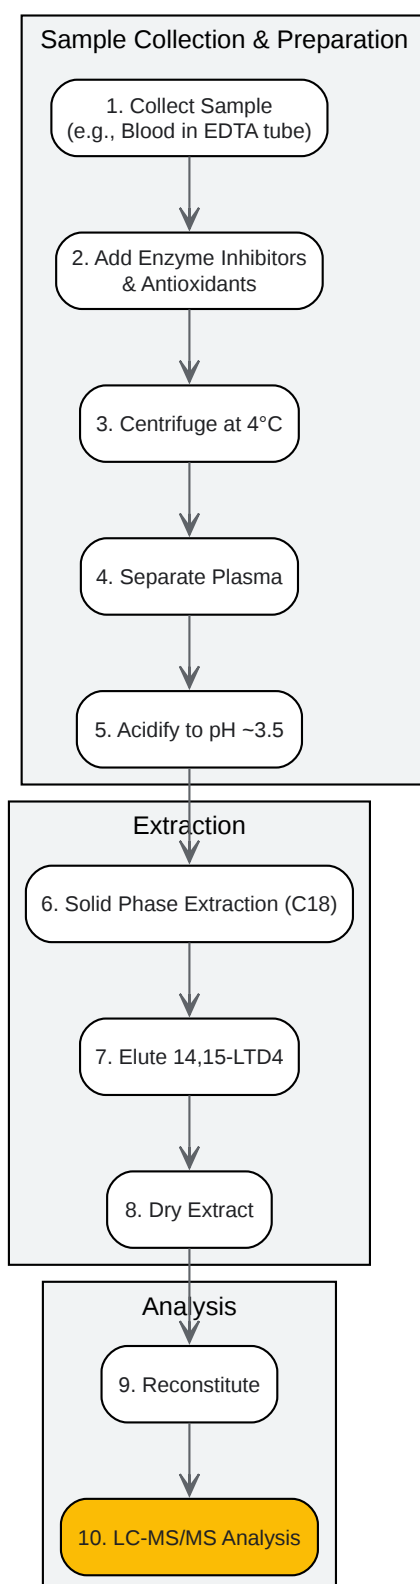 Sample Collection & Preparation
1. Collect Sample
(e.g., Blood in EDTA tube)
2. Add Enzyme Inhibitors
& Antioxidants
3. Centrifuge at 4°C
4. Separate Plasma
5. Acidify to pH ~3.5
Extraction
6. Solid Phase Extraction (C18)
7. Elute 14,15-LTD4
8. Dry Extract
Analysis
9. Reconstitute
10. LC-MS/MS Analysis